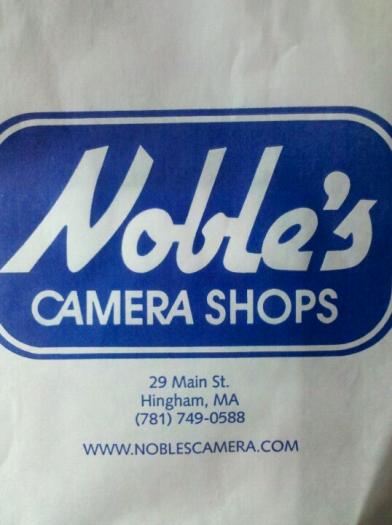 Noble's
CAMERA SHOPS
29 Main St.
Hingham, MA
(781) 749-0588
WWW.NOBLESCAMERA.COM